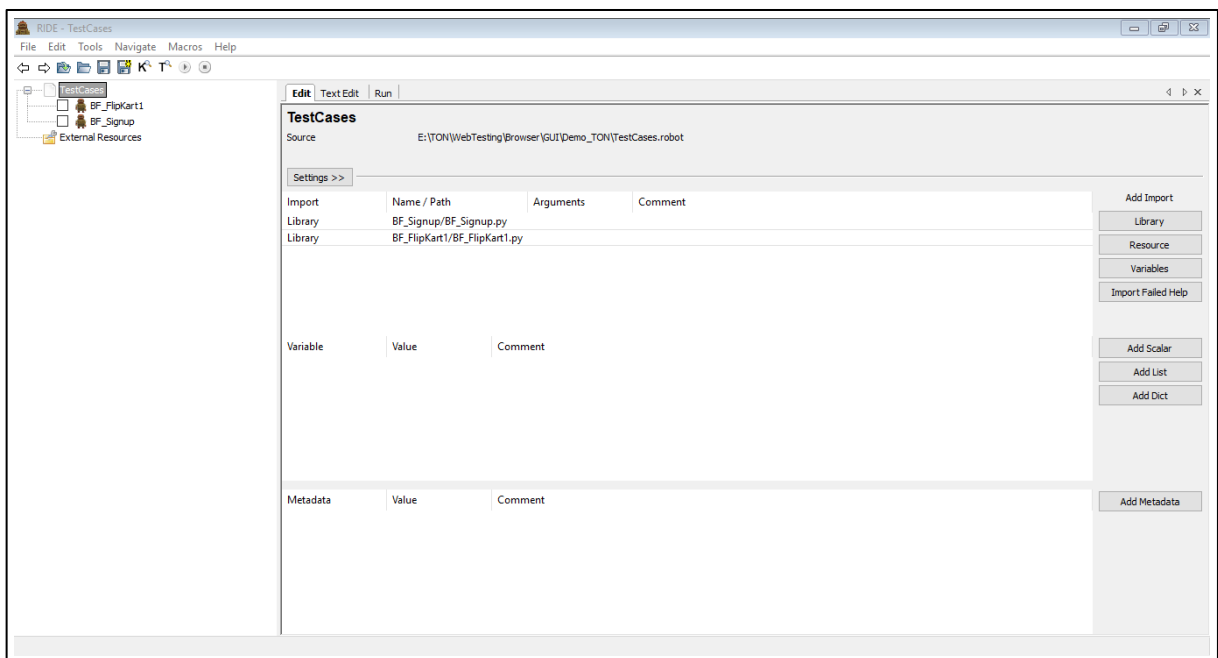 RIDE - TestCases
File Edit Tools Navigate Macros Help
TestCases
BF_FlipKart1
BF_Signup
External Resources
Edit Text Edit Run
TestCases
Source E:\TON\WebTesting\Browser\GUI\Demo_TON\TestCases.robot
Settings >>
Import Name / Path Arguments Comment Add Import
Library BF_Signup/BF_Signup.py Library
Library BF_FlipKart1/BF_FlipKart1.py
Resource
Variables
Import Failed Help
Variable Value Comment Add Scalar
Add List
Add Dict
Metadata Value Comment Add Metadata